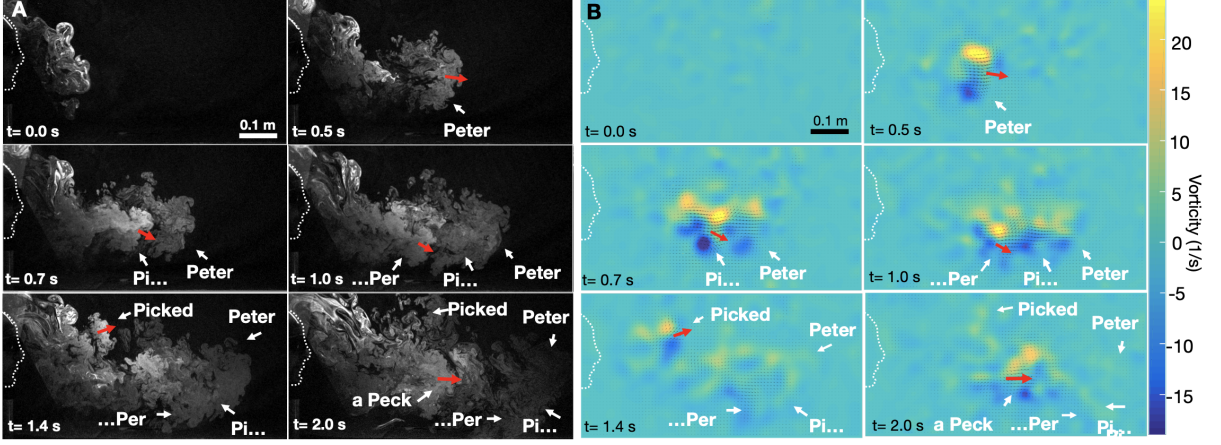 A
t= 0.0 s
0.1 m
t= 0.5 s
Peter
t= 0.7 s
Pi...
Peter
t= 1.0 s
...Per
Pi...
Peter
t= 1.4 s
Picked
Peter
...Per
Pi...
t= 2.0 s
Picked
Peter
a Peck
...Per
Pi...
B
t= 0.0 s
0.1 m
t= 0.5 s
Peter
t= 0.7 s
Pi...
Peter
t= 1.0 s
...Per
Pi...
Peter
t= 1.4 s
Picked
Peter
...Per
Pi...
t= 2.0 s
Picked
Peter
a Peck
...Per
Pi...
20
15
10
5
0
-5
-10
-15
Vorticity (1/s)